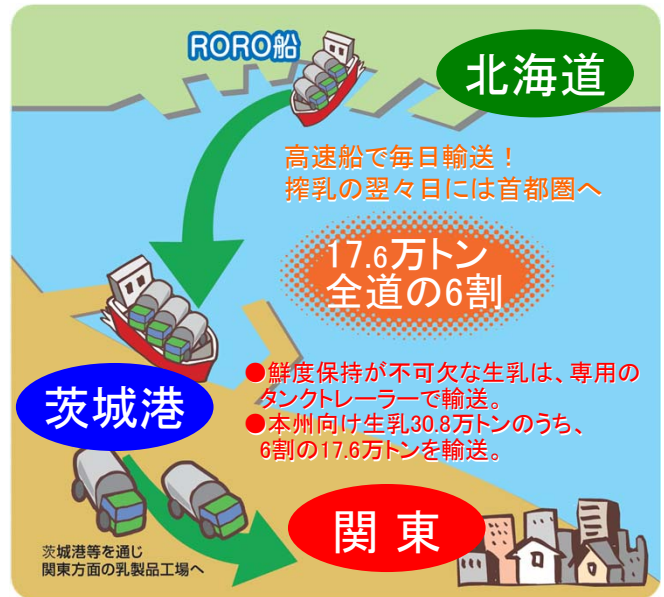 RORO船
北海道
高速船で毎日輸送！
搾乳の翌々日には首都圏へ
17.6万トン
全道の6割
●鮮度保持が不可欠な生乳は、専用の
タンクトレーラーで輸送。
●本州向け生乳30.8万トンのうち、
6割の17.6万トンを輸送。
茨城港
関東
茨城港等を通じ
関東方面の乳製品工場へ